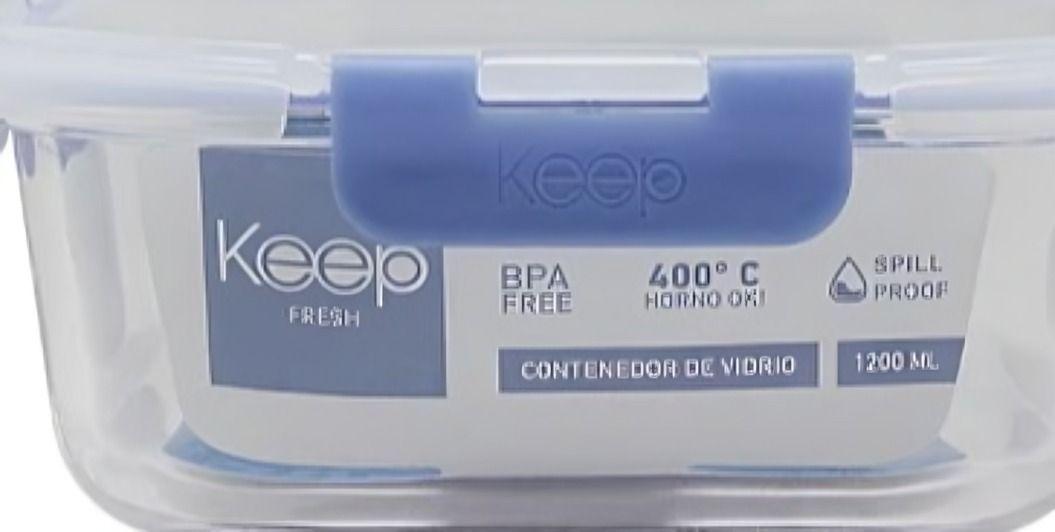 keep
keep
FRESH
BPA
FREE
400° C
HORNO OK!
SPILL
PROOF
CONTENEDOR DE VIDRIO
1200 ML